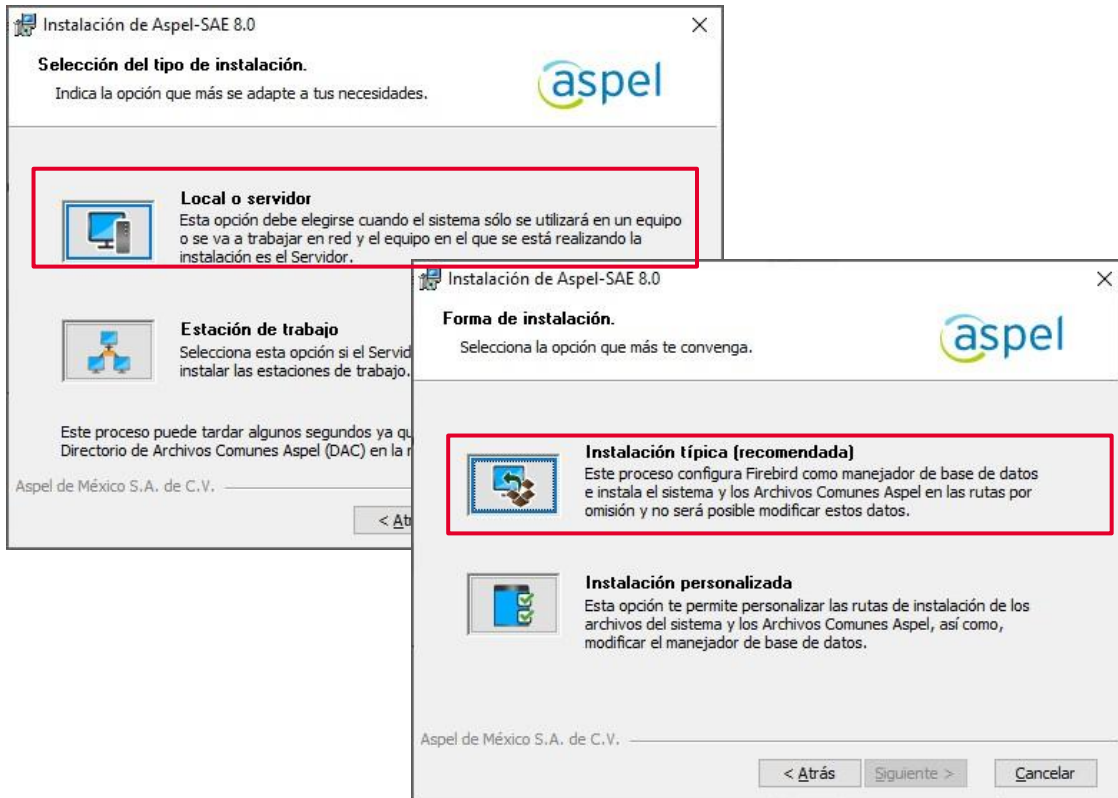 Instalación de Aspel-SAE 8.0
Selección del tipo de instalación.
Indica la opción que más se adapte a tus necesidades.
aspel
Local o servidor
Esta opción debe elegirse cuando el sistema sólo se utilizará en un equipo
o se va a trabajar en red y el equipo en el que se está realizando la
instalación es el Servidor.
Estación de trabajo
Selecciona esta opción si el
instalar las estaciones de trabajo.
Este proceso puede tardar algunos segundos ya
Directorio de Archivos Comunes Aspel (DAC) en la
Aspel de México S.A. de C.V.
<
Instalación de Aspel-SAE 8.0
Forma de instalación.
Selecciona la opción que más te convenga.
aspel
Instalación típica (recomendada)
Este proceso configura Firebird como manejador de base de datos
e instala el sistema y los Archivos Comunes Aspel en las rutas por
omisión y no será posible modificar estos datos.
Instalación personalizada
Esta opción te permite personalizar las rutas de instalación de los
archivos del sistema y los Archivos Comunes Aspel, así como,
modificar el manejador de base de datos.
Aspel de México S.A. de C.V.
< Atrás Siguiente > Cancelar